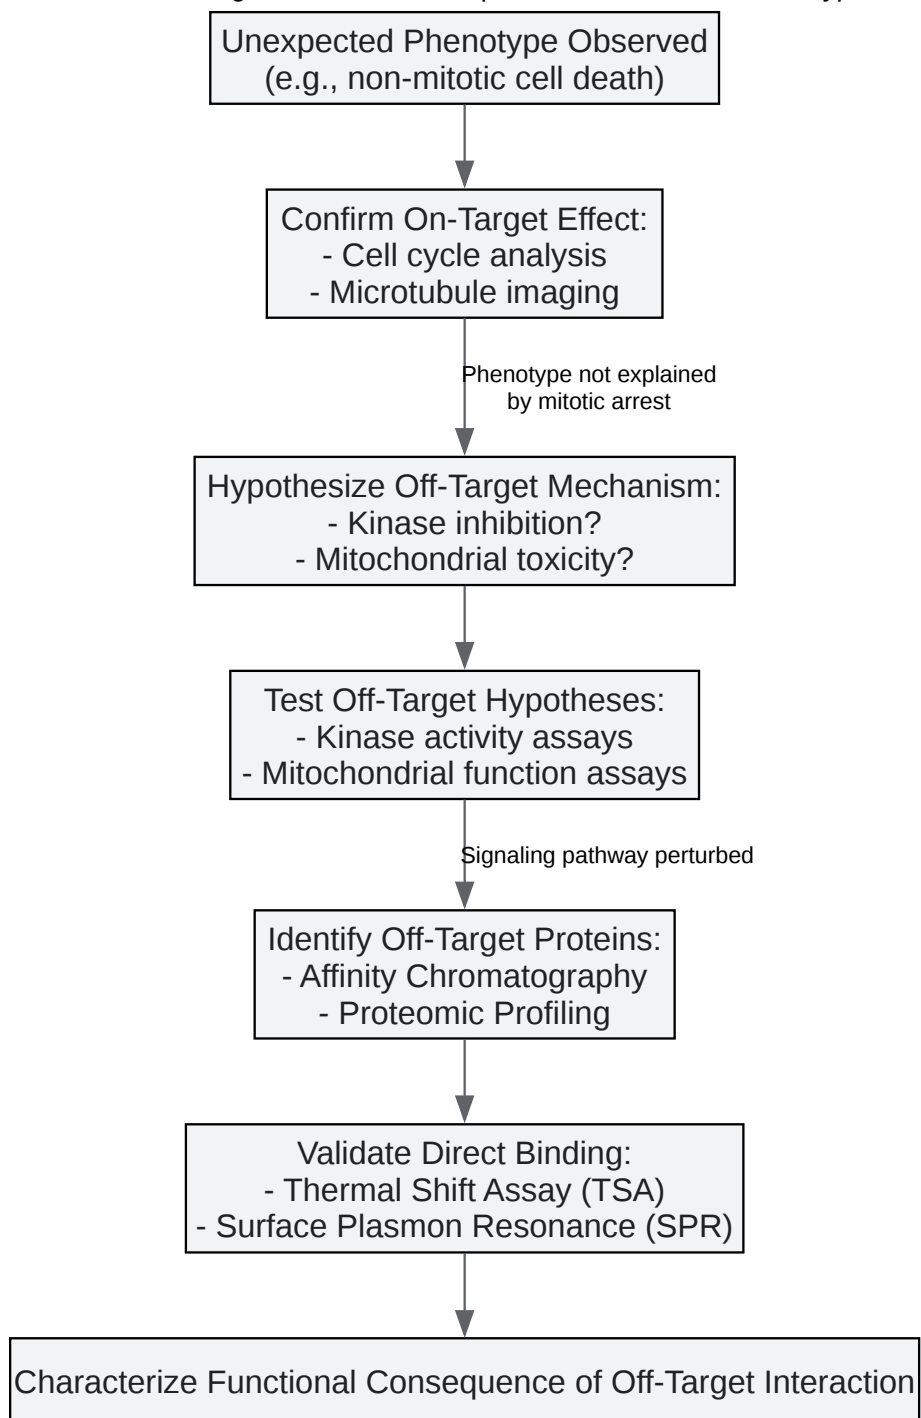 Unexpected Phenotype Observed
(e.g., non-mitotic cell death)
Confirm On-Target Effect:
- Cell cycle analysis
- Microtubule imaging
Phenotype not explained
by mitotic arrest
Hypothesize Off-Target Mechanism:
- Kinase inhibition?
- Mitochondrial toxicity?
Test Off-Target Hypotheses:
- Kinase activity assays
- Mitochondrial function assays
Signaling pathway perturbed
Identify Off-Target Proteins:
- Affinity Chromatography
- Proteomic Profiling
Validate Direct Binding:
- Thermal Shift Assay (TSA)
- Surface Plasmon Resonance (SPR)
Characterize Functional Consequence of Off-Target Interaction